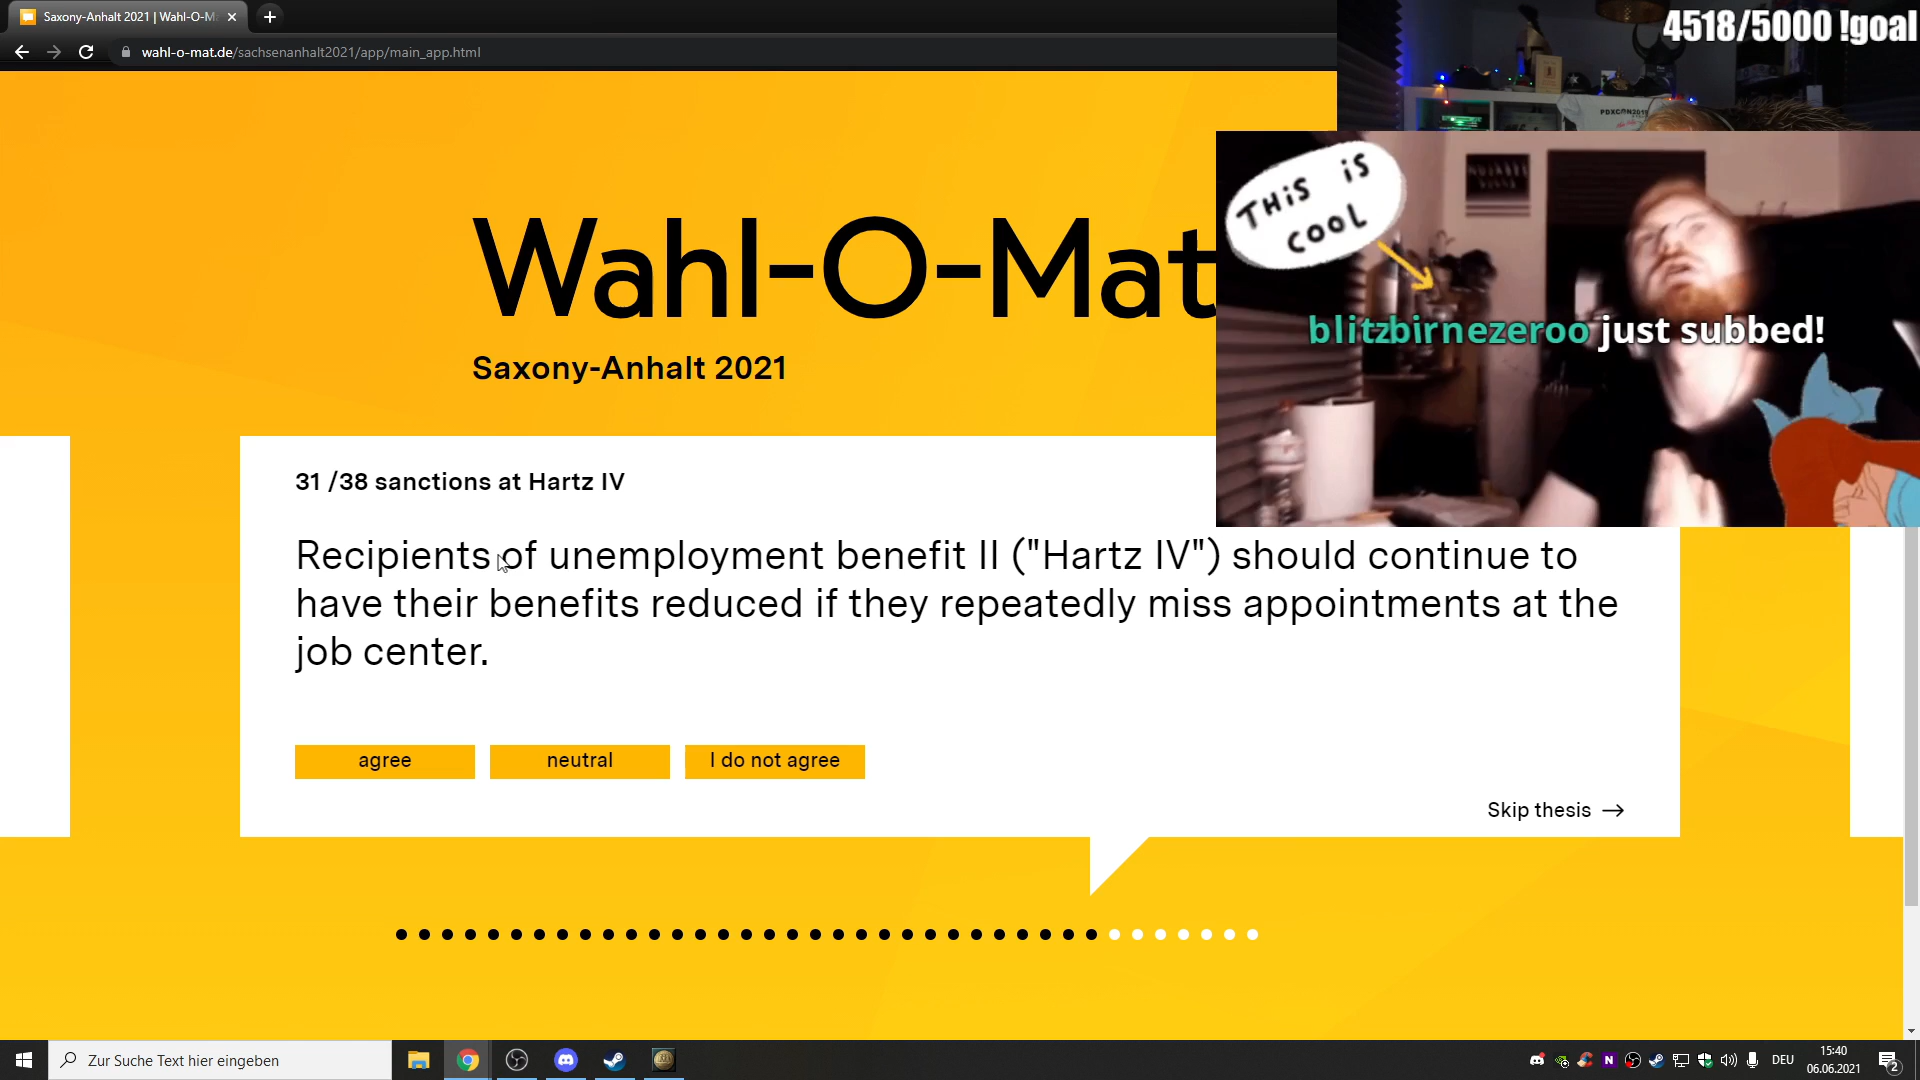 Saxony-Anhalt 2021 | Wahl-O-M
4518/5000 !goal
wahl-o-mat.de/sachsenanhalt2021/app/main_app.html
PDXCON2019
THIS IS
COOL
Wahl-O-Mat
blitzbirnezeroo just subbed!
Saxony-Anhalt 2021
31 /38 sanctions at Hartz IV
Recipients of unemployment benefit II ("Hartz IV") should continue to
have their benefits reduced if they repeatedly miss appointments at the
job center.
agree
neutral
I do not agree
Skip thesis →
Zur Suche Text hier eingeben
N
DEU
15:40
06.06.2021
2